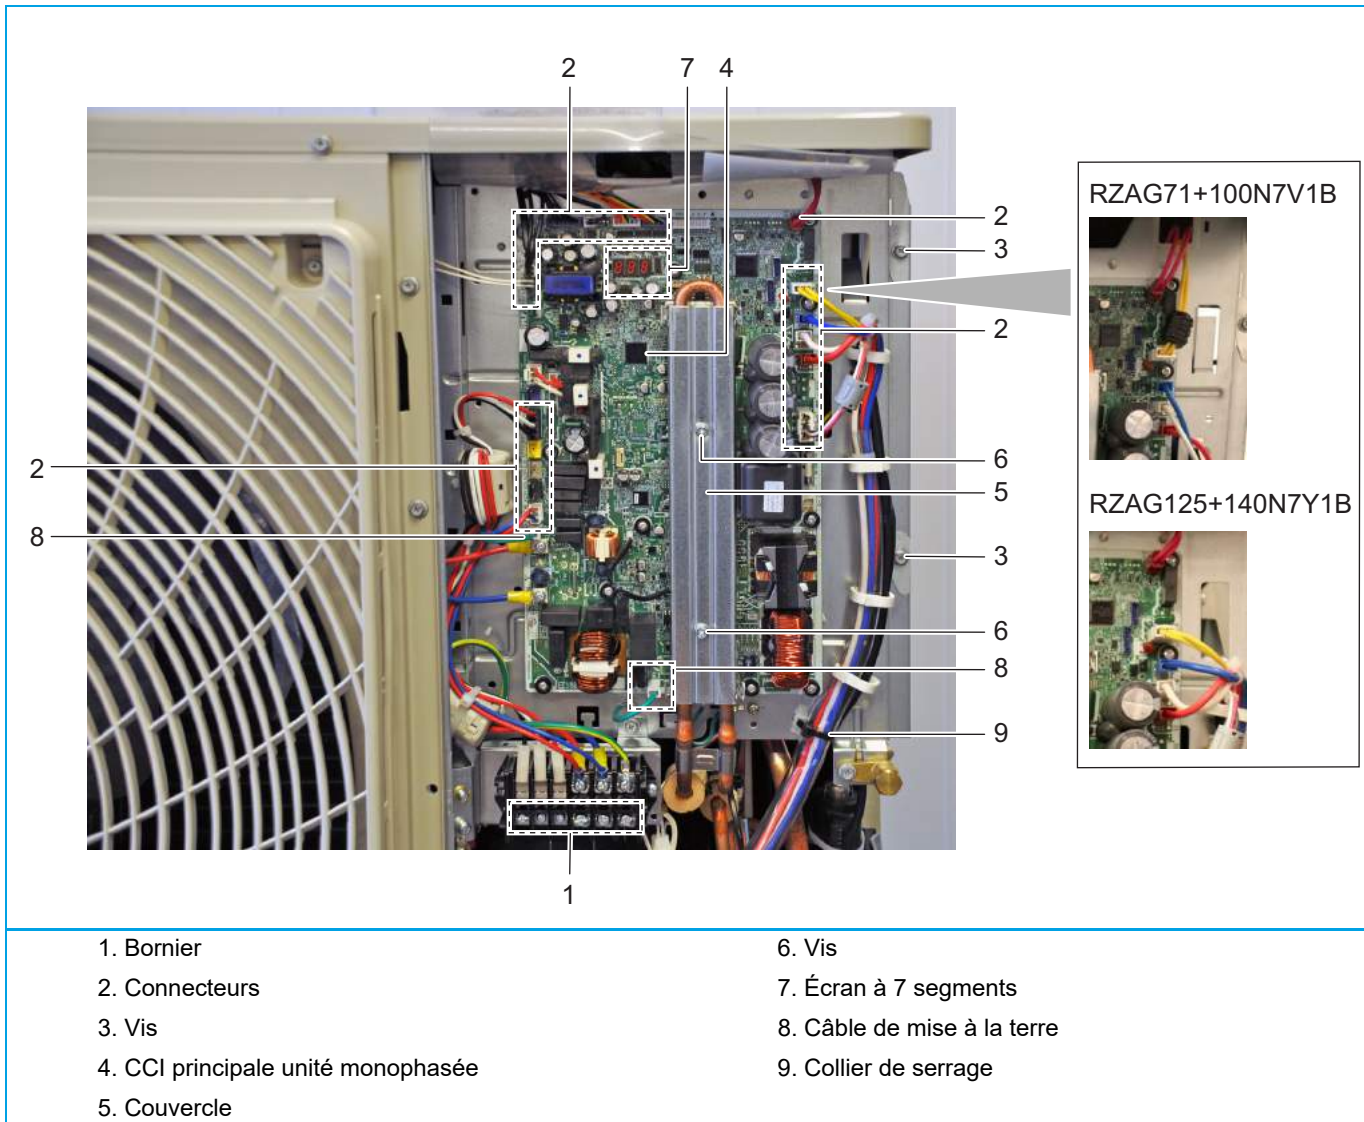 2
7
4
2
3
2
2
8
6
5
3
6
8
9
1
RZAG71+100N7V1B
RZAG125+140N7Y1B
1. Bornier
2. Connecteurs
3. Vis
4. CCI principale unité monophasée
5. Couvercle
6. Vis
7. Écran à 7 segments
8. Câble de mise à la terre
9. Collier de serrage